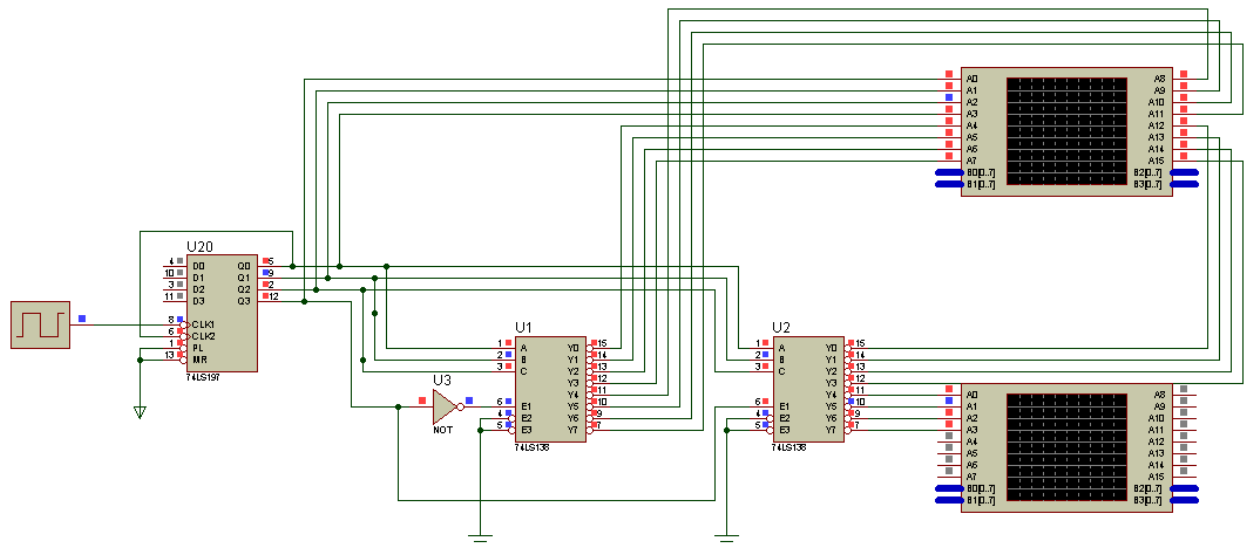 A0 A8
A1 A9
A2 A10
A3 A11
A4 A12
A5 A13
A6 A14
A7 A15
B0[0..7] B2[0..7]
B1[0..7] B3[0..7]
U20
4 D0 Q0 5
10 D1 Q1 9
3 D2 Q2 2
11 D3 Q3 12
8 CLK1
6 CLK2
1 PL
13 MR
74LS197
U1
1 A Y0 15
2 B Y1 14
3 C Y2 13
Y3 12
Y4 11
6 E1 Y5 10
4 E2 Y6 9
5 E3 Y7 7
74LS138
U3
NOT
U2
1 A Y0 15
2 B Y1 14
3 C Y2 13
Y3 12
Y4 11
6 E1 Y5 10
4 E2 Y6 9
5 E3 Y7 7
74LS138
A0 A8
A1 A9
A2 A10
A3 A11
A4 A12
A5 A13
A6 A14
A7 A15
B0[0..7] B2[0..7]
B1[0..7] B3[0..7]